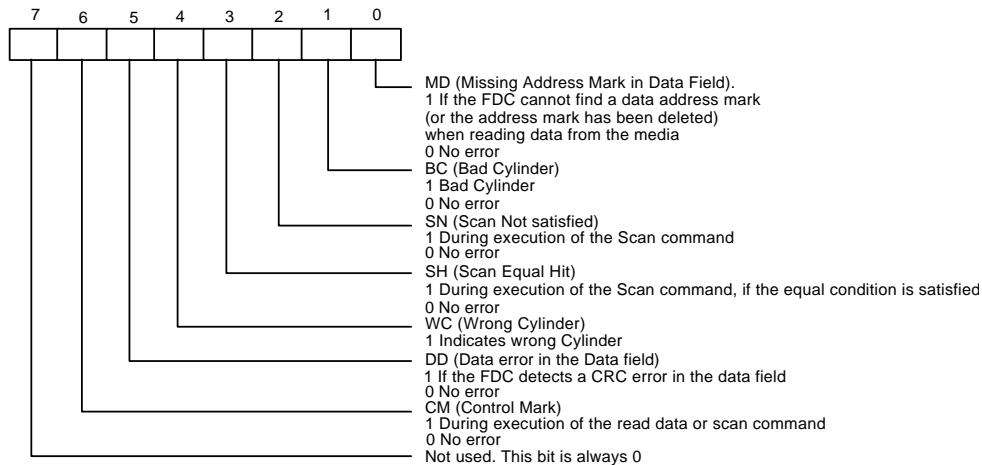 7 6 5 4 3 2 1 0
MD (Missing Address Mark in Data Field).
1 If the FDC cannot find a data address mark
(or the address mark has been deleted)
when reading data from the media
0 No error
BC (Bad Cylinder)
1 Bad Cylinder
0 No error
SN (Scan Not satisfied)
1 During execution of the Scan command
0 No error
SH (Scan Equal Hit)
1 During execution of the Scan command, if the equal condition is satisfied
0 No error
WC (Wrong Cylinder)
1 Indicates wrong Cylinder
DD (Data error in the Data field)
1 If the FDC detects a CRC error in the data field
0 No error
CM (Control Mark)
1 During execution of the read data or scan command
0 No error
Not used. This bit is always 0